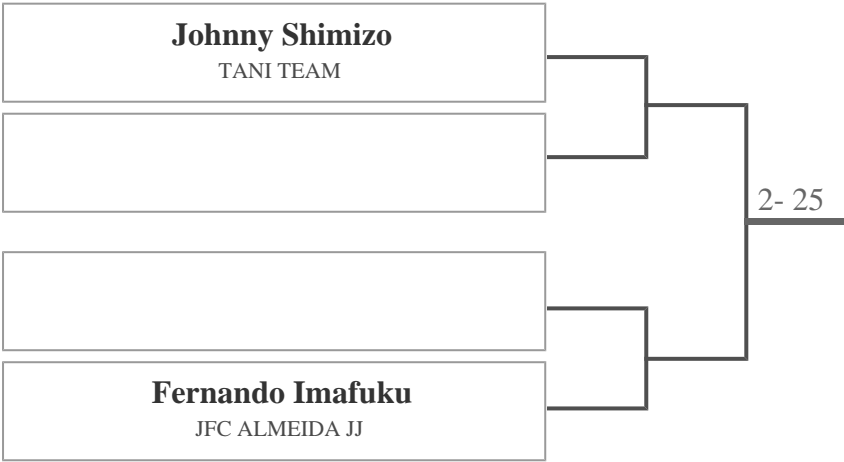 Johnny Shimizo
TANI TEAM
2- 25
Fernando Imafuku
JFC ALMEIDA JJ